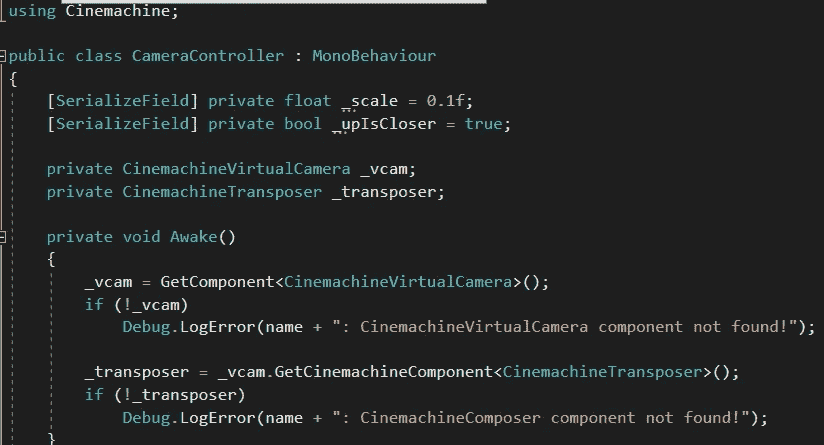 using Cinemachine;
public class CameraController : MonoBehaviour
{
[SerializeField] private float _scale = 0.1f;
[SerializeField] private bool _upIsCloser = true;
private CinemachineVirtualCamera _vcam;
private CinemachineTransposer _transposer;
private void Awake()
{
_vcam = GetComponent<CinemachineVirtualCamera>();
if (!_vcam)
Debug.LogError(name + ": CinemachineVirtualCamera component not found!");
_transposer = _vcam.GetCinemachineComponent<CinemachineTransposer>();
if (!_transposer)
Debug.LogError(name + ": CinemachineComposer component not found!");
}